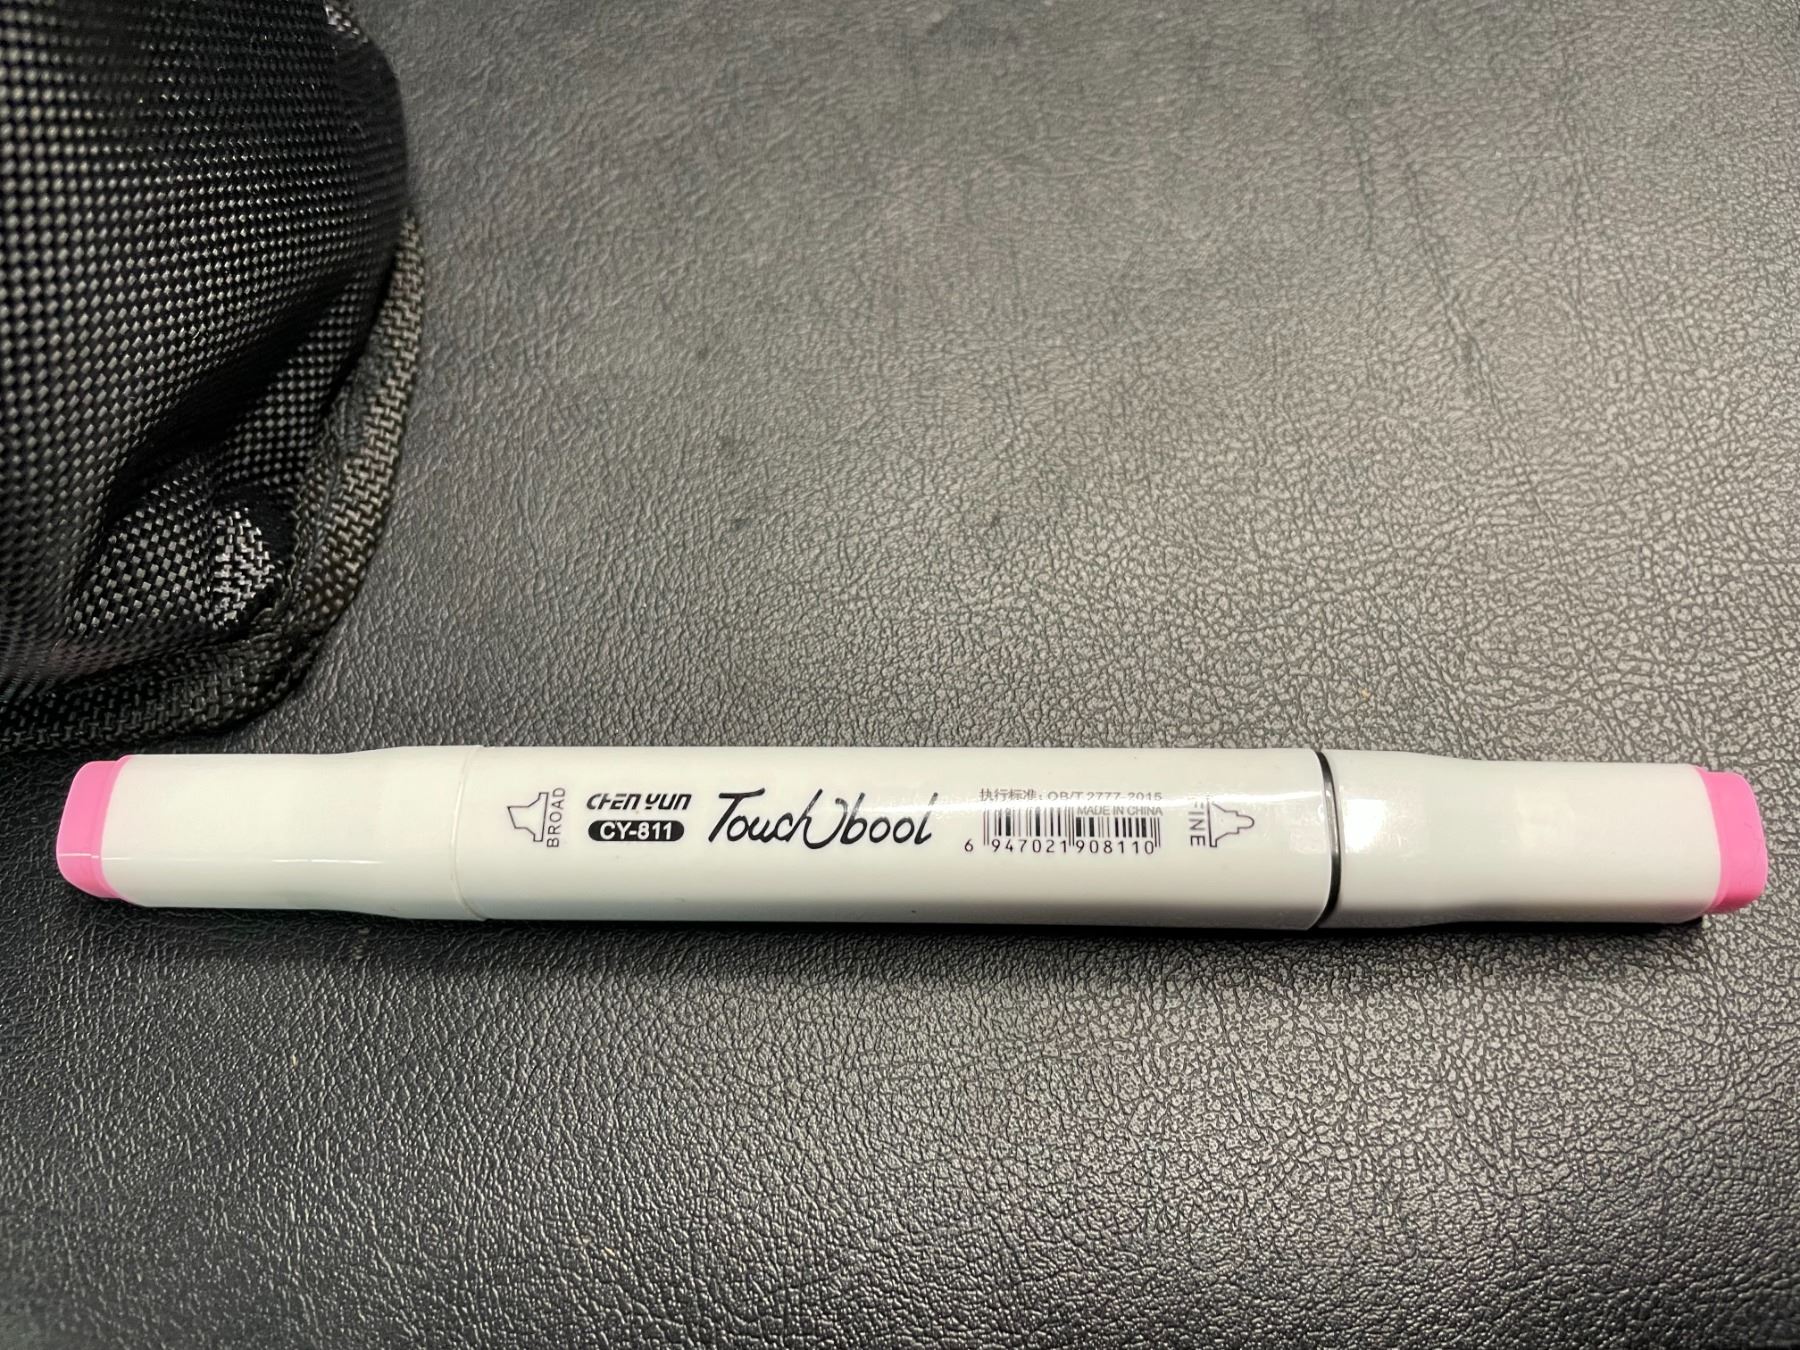 BROAD
CHEN YUN
CY-811
TouchUbool
执行标准：QB/T 2777-2015
MADE IN CHINA
6 947021 908110
FINE